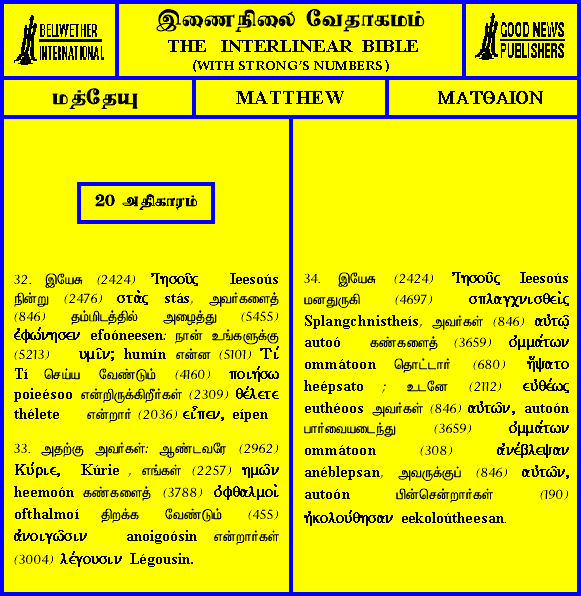 BELLWETHER
INTERNATIONAL
இணைநிலை வேதாகமம்
THE INTERLINEAR BIBLE
(WITH STRONG'S NUMBERS)
GOOD NEWS
PUBLISHERS
மத்தேயு
MATTHEW
ΜΑΤΘΑΙΟΝ
20 அதிகாரம்
32. இயேசு (2424) Ἰησοῦς Ieesoús
நின்று (2476) στὰς stás, அவர்களைத்
(846) தம்மிடத்தில் அழைத்து (5455)
ἐφώνησεν efoóneesen: நான் உங்களுக்கு
(5213) υμῖν; humín என்ன (5101) Τί
Tí செய்ய வேண்டும் (4160) ποιήσω
poieésoo என்றிருக்கிறீர்கள் (2309) θέλετε
thélete என்றார் (2036) εἶπεν, eípen
33. அதற்கு அவர்கள்: ஆண்டவரே (2962)
Κύριε, Kúrie , எங்கள் (2257) ημῶν
heemoón கண்களைத் (3788) ὀφθαλμοὶ
ofthalmoí திறக்க வேண்டும் (455)
ἀνοιγῶσιν anoigoósin என்றார்கள்
(3004) λέγουσιν Légousin.
34. இயேசு (2424) Ἰησοῦς Ieesoús
மனதுருகி (4697) σπλαγχνισθεὶς
Splangchnistheís, அவர்கள் (846) αὐτῷ
autoó கண்களைத் (3659) ὀμμάτων
ommátoon தொட்டார் (680) ἥψατο
heépsato ; உடனே (2112) εὐθέως
euthéoos அவர்கள் (846) αὐτῶν, autoón
பார்வையடைந்து (3659) ὀμμάτων
ommátoon (308) ἀνέβλεψαν
anéblepsan, அவருக்குப் (846) αὐτῶν,
autoón பின்சென்றார்கள் (190)
ἠκολούθησαν eekoloútheesan.